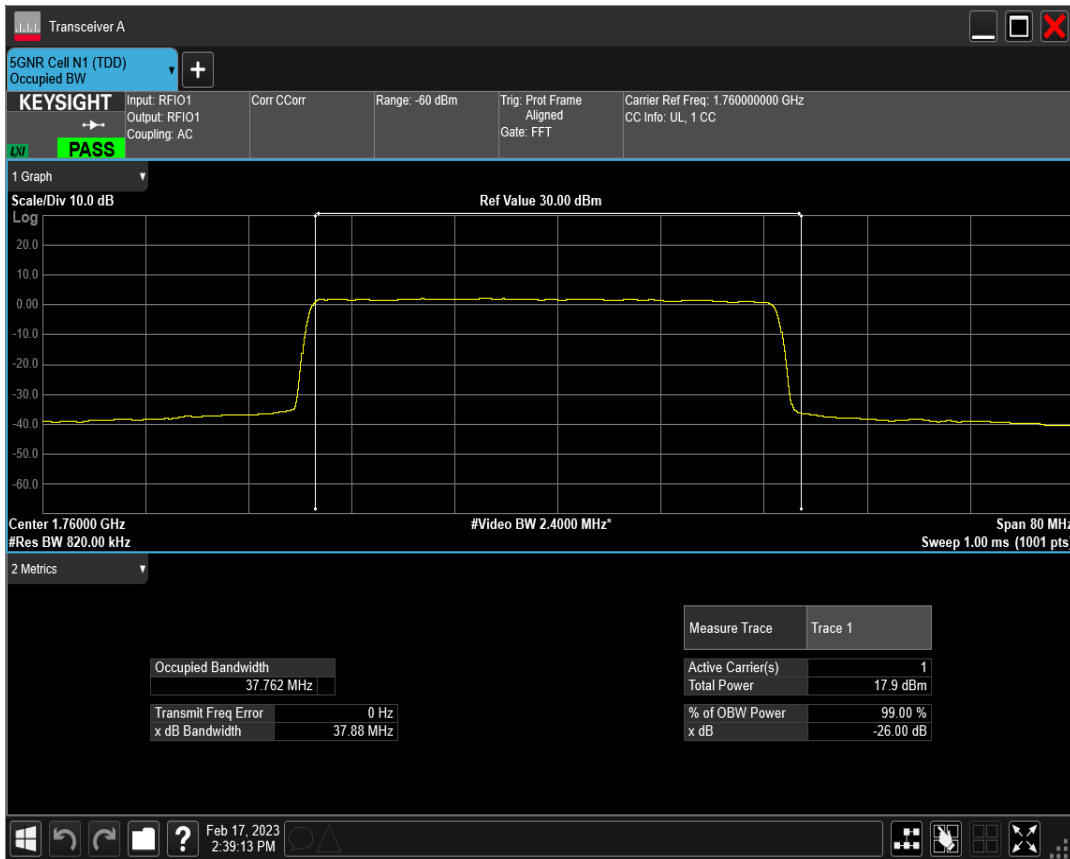 Transceiver A
5GNR Cell N1 (TDD)
Occupied BW
+
KEYSIGHT
LXI
PASS
Input: RFIO1
Output: RFIO1
Coupling: AC
Corr CCorr
Range: -60 dBm
Trig: Prot Frame
Aligned
Gate: FFT
Carrier Ref Freq: 1.760000000 GHz
CC Info: UL, 1 CC
1 Graph
Scale/Div 10.0 dB
Ref Value 30.00 dBm
Log
20.0
10.0
0.00
-10.0
-20.0
-30.0
-40.0
-50.0
-60.0
Center 1.76000 GHz
#Video BW 2.4000 MHz*
Span 80 MHz
#Res BW 820.00 kHz
Sweep 1.00 ms (1001 pts)
2 Metrics
Measure Trace Trace 1
Occupied Bandwidth
37.762 MHz
Active Carrier(s) 1
Total Power 17.9 dBm
Transmit Freq Error 0 Hz
x dB Bandwidth 37.88 MHz
% of OBW Power 99.00 %
x dB -26.00 dB
?
Feb 17, 2023
2:39:13 PM